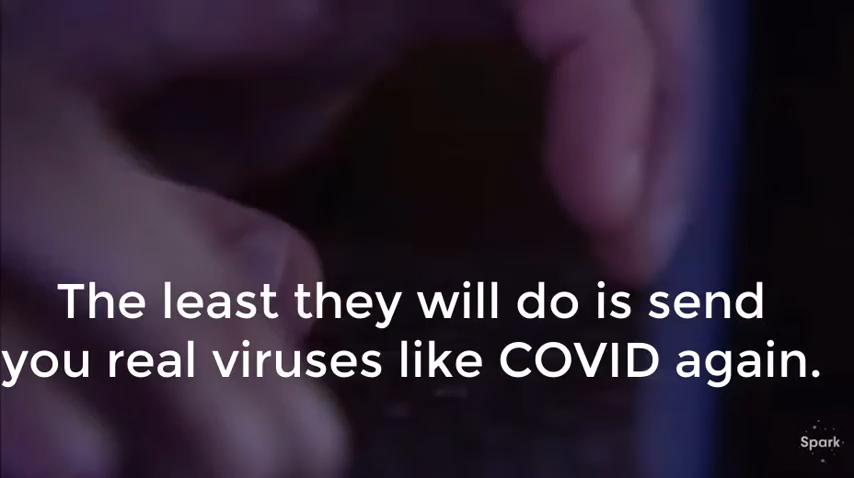 The least they will do is send
you real viruses like COVID again.
Spark